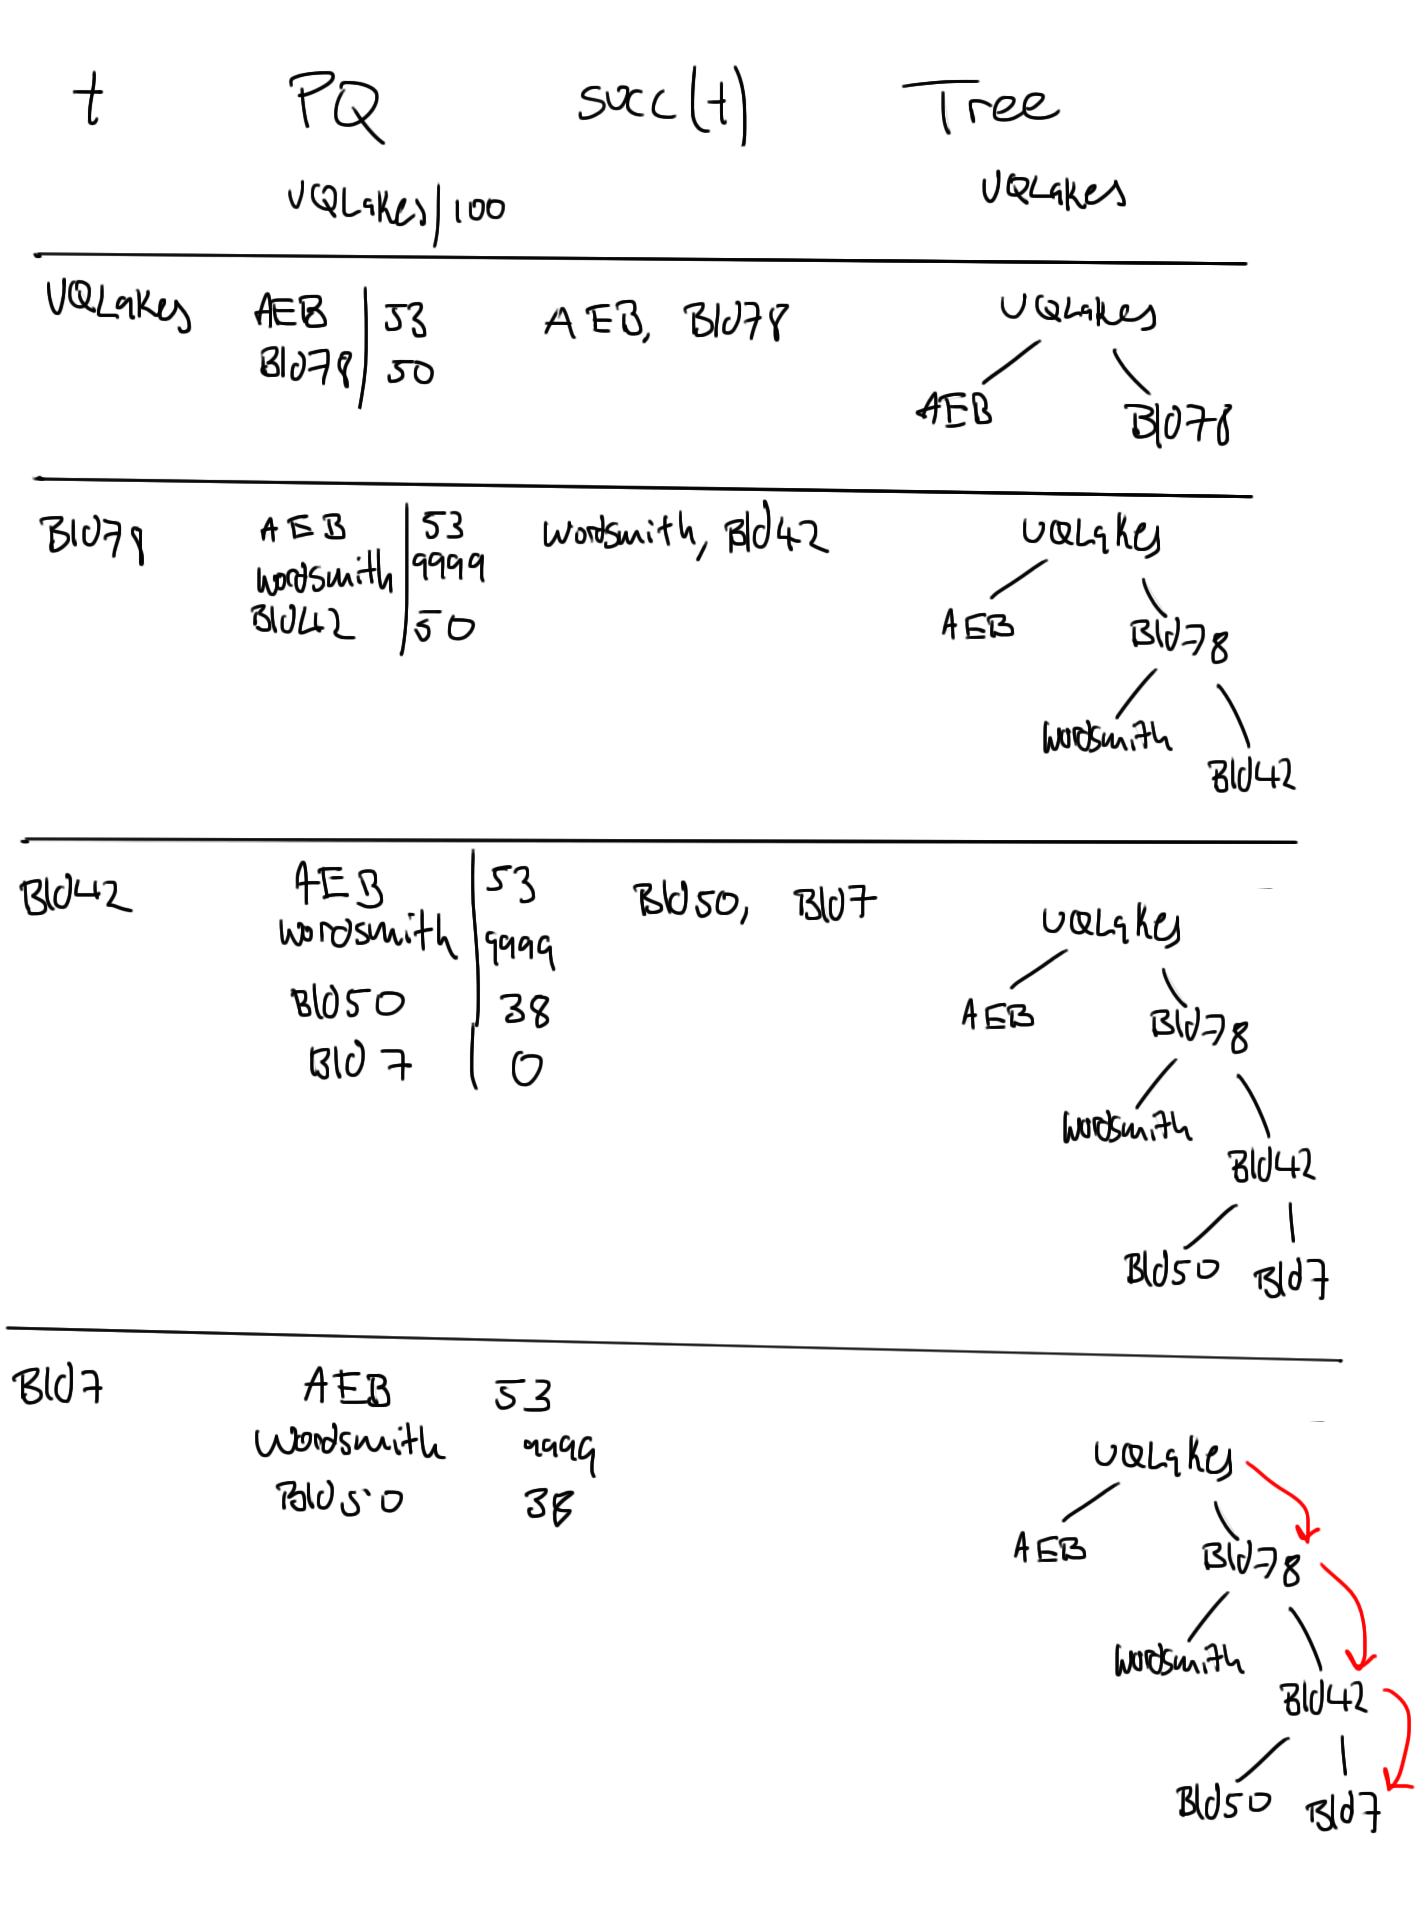 t PQ succ(t) Tree
UQLakes 100 UQLakes
UQLakes AEB 53 AEB, Bld78 UQLakes
Bld78 50
AEB Bld78
Bld78 AEB 53 Wordsmith, Bld42 UQLakes
Wordsmith 9999
Bld42 50 AEB Bld78
Wordsmith
Bld42
Bld42 AEB 53 Bld50, Bld7 UQLakes
Wordsmith 9999
Bld50 38 AEB Bld78
Bld7 0
Wordsmith
Bld42
Bld50 Bld7
Bld7 AEB 53
Wordsmith 9999 UQLakes
Bld50 38
AEB Bld78
Wordsmith
Bld42
Bld50 Bld7